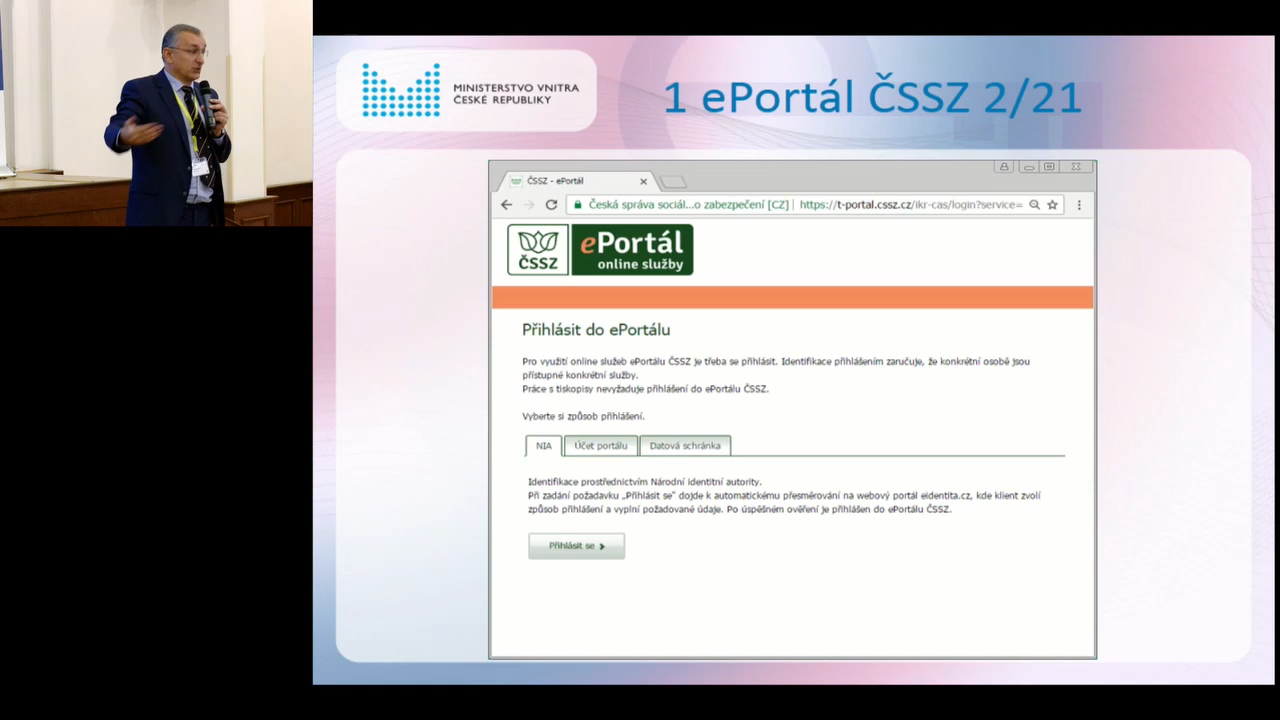 MINISTERSTVO VNITRA
ČESKÉ REPUBLIKY
1 ePortál ČSSZ 2/21
ČSSZ - ePortál
Česká správa sociál...o zabezpečení [CZ] | https://t-portal.cssz.cz/ikr-cas/login?service=
ČSSZ
ePortál
online služby
Přihlásit do ePortálu
Pro využití online služeb ePortálu ČSSZ je třeba se přihlásit. Identifikace přihlášením zaručuje, že konkrétní osobě jsou
přístupné konkrétní služby.
Práce s tiskopisy nevyžaduje přihlášení do ePortálu ČSSZ.
Vyberte si způsob přihlášení.
NIA
Účet portálu
Datová schránka
Identifikace prostřednictvím Národní identitní autority.
Při zadání požadavku „Přihlásit se" dojde k automatickému přesměrování na webový portál eidentita.cz, kde klient zvolí
způsob přihlášení a vyplní požadované údaje. Po úspěšném ověření je přihlášen do ePortálu ČSSZ.
Přihlásit se